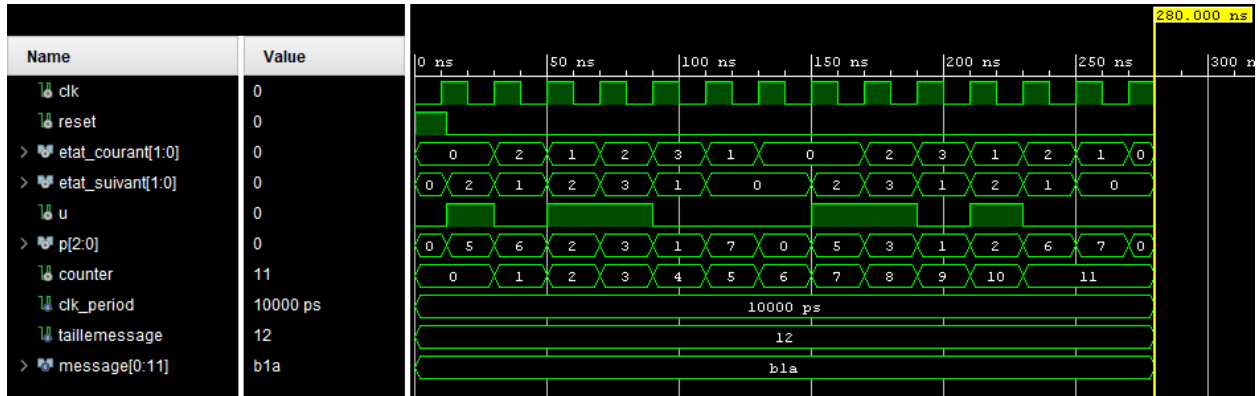 280.000 ns
Name Value
0 ns 50 ns 100 ns 150 ns 200 ns 250 ns 300 n
clk 0
reset 0
etat_courant[1:0] 0 0 2 1 2 3 1 0 2 3 1 2 1 0
etat_suivant[1:0] 0 0 2 1 2 3 1 0 2 3 1 2 1 0
u 0
p[2:0] 0 0 5 6 2 3 1 7 0 5 3 1 2 6 7 0
counter 11 0 1 2 3 4 5 6 7 8 9 10 11
clk_period 10000 ps 10000 ps
taillemessage 12 12
message[0:11] b1a b1a